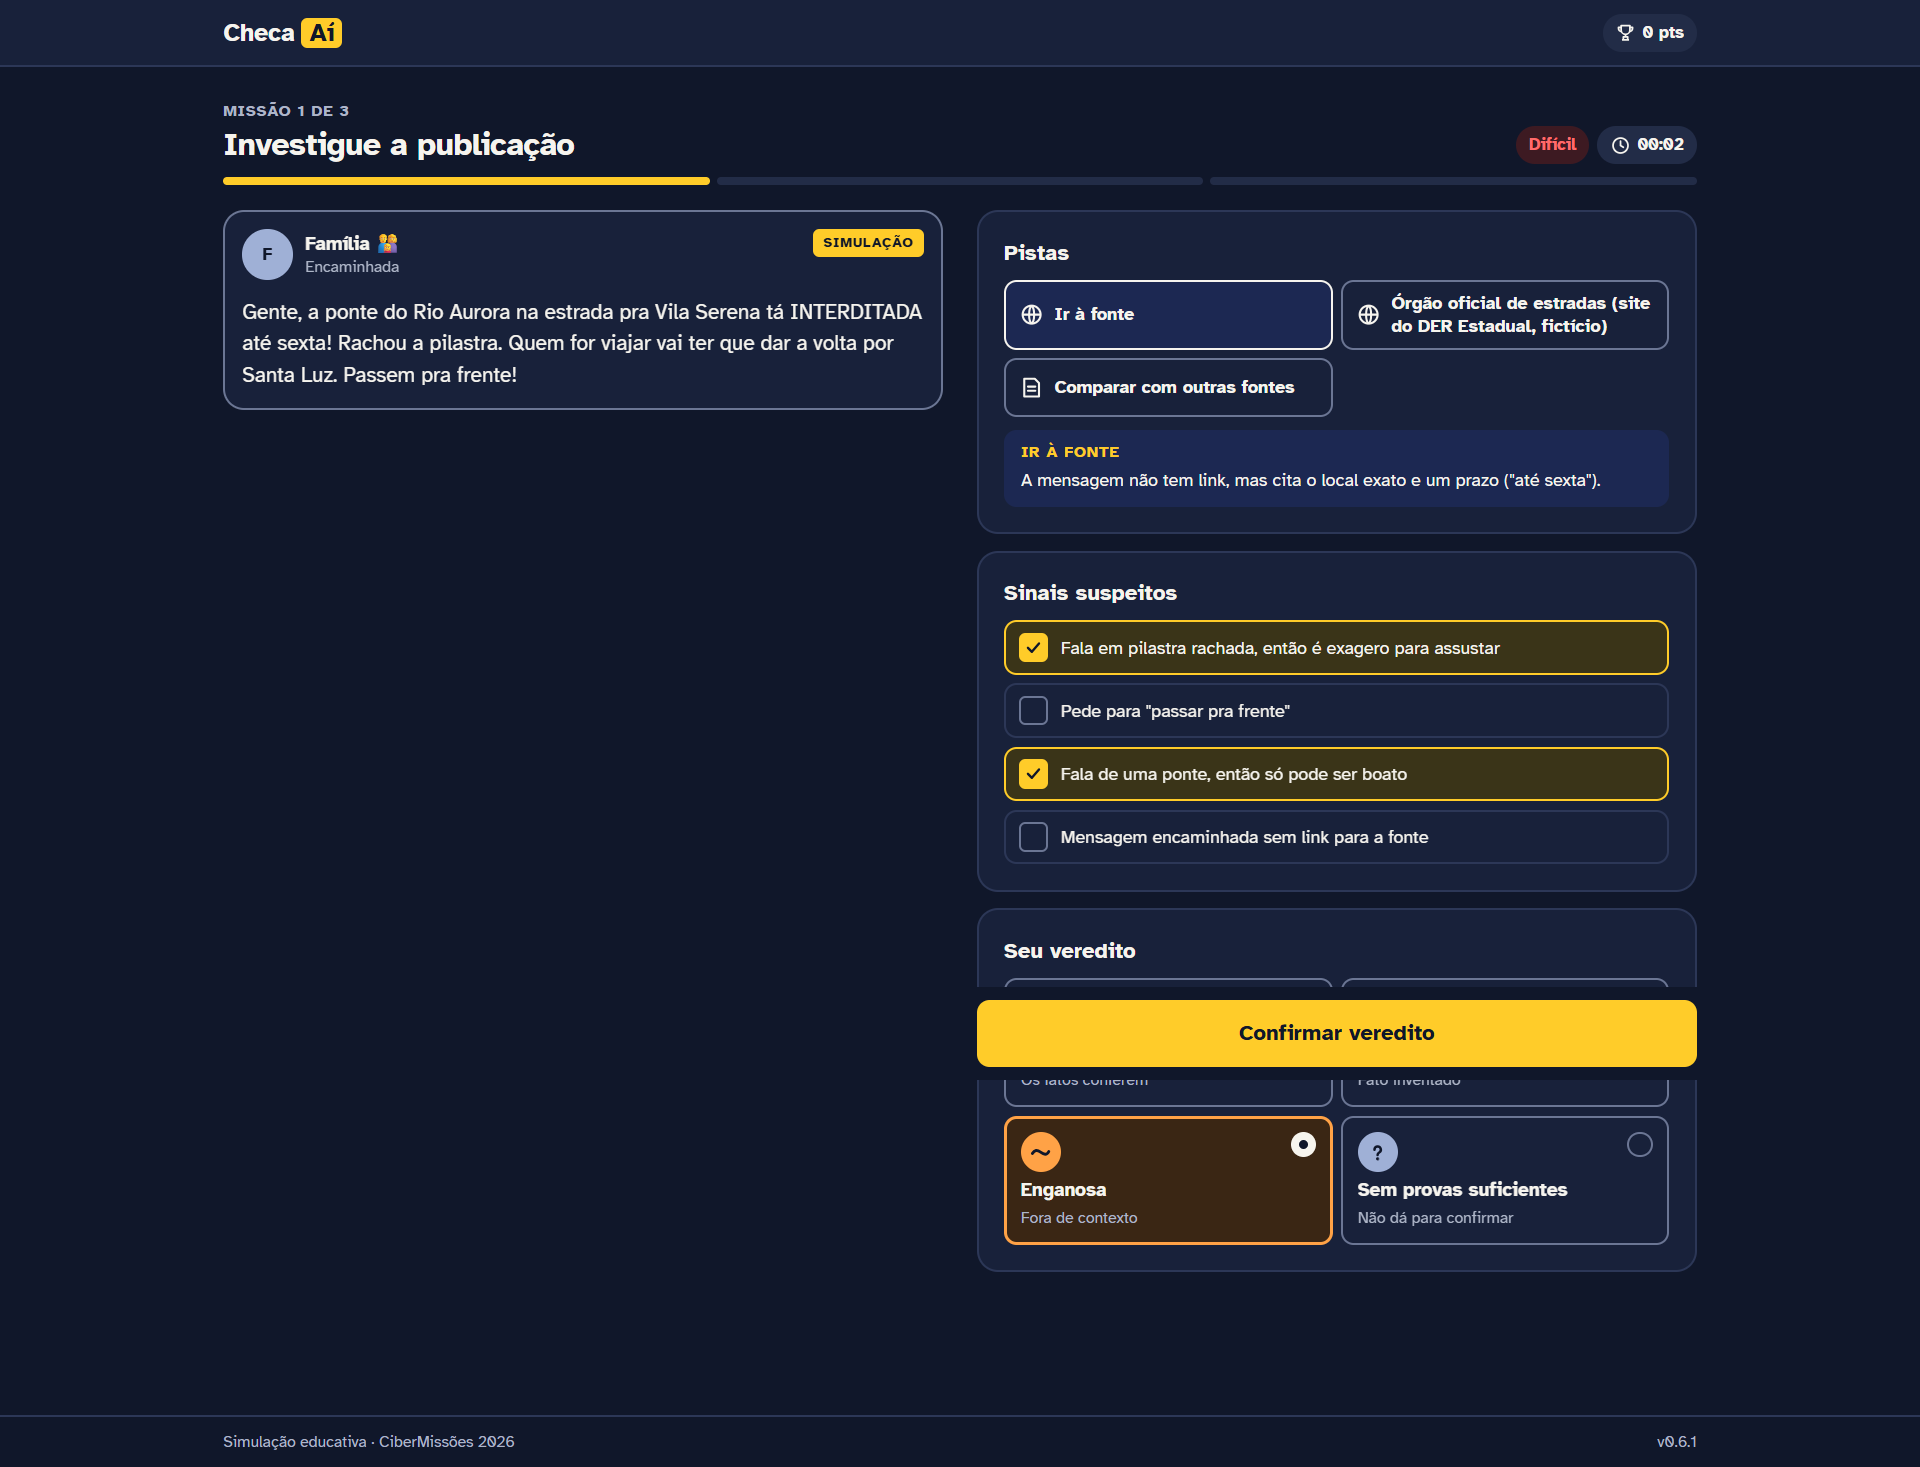 Checa Aí
0 pts
MISSÃO 1 DE 3
Investigue a publicação
Difícil
00:02
F
Família
Encaminhada
SIMULAÇÃO
Gente, a ponte do Rio Aurora na estrada pra Vila Serena tá INTERDITADA
até sexta! Rachou a pilastra. Quem for viajar vai ter que dar a volta por
Santa Luz. Passem pra frente!
Pistas
Ir à fonte
Órgão oficial de estradas (site
do DER Estadual, fictício)
Comparar com outras fontes
IR À FONTE
A mensagem não tem link, mas cita o local exato e um prazo ("até sexta").
Sinais suspeitos
Fala em pilastra rachada, então é exagero para assustar
Pede para "passar pra frente"
Fala de uma ponte, então só pode ser boato
Mensagem encaminhada sem link para a fonte
Seu veredito
Confirmar veredito
Os fatos conferem
Fato inventado
Enganosa
Fora de contexto
?
Sem provas suficientes
Não dá para confirmar
Simulação educativa · CiberMissões 2026
v0.6.1